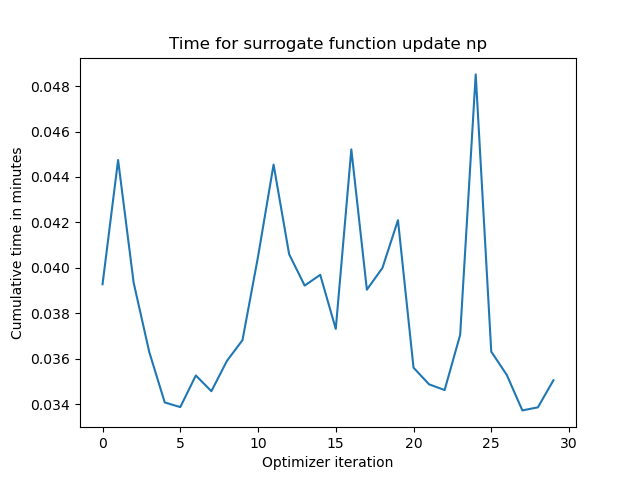 Time for surrogate function update np
Cumulative time in minutes
0.048
0.046
0.044
0.042
0.040
0.038
0.036
0.034
0 5 10 15 20 25 30
Optimizer iteration